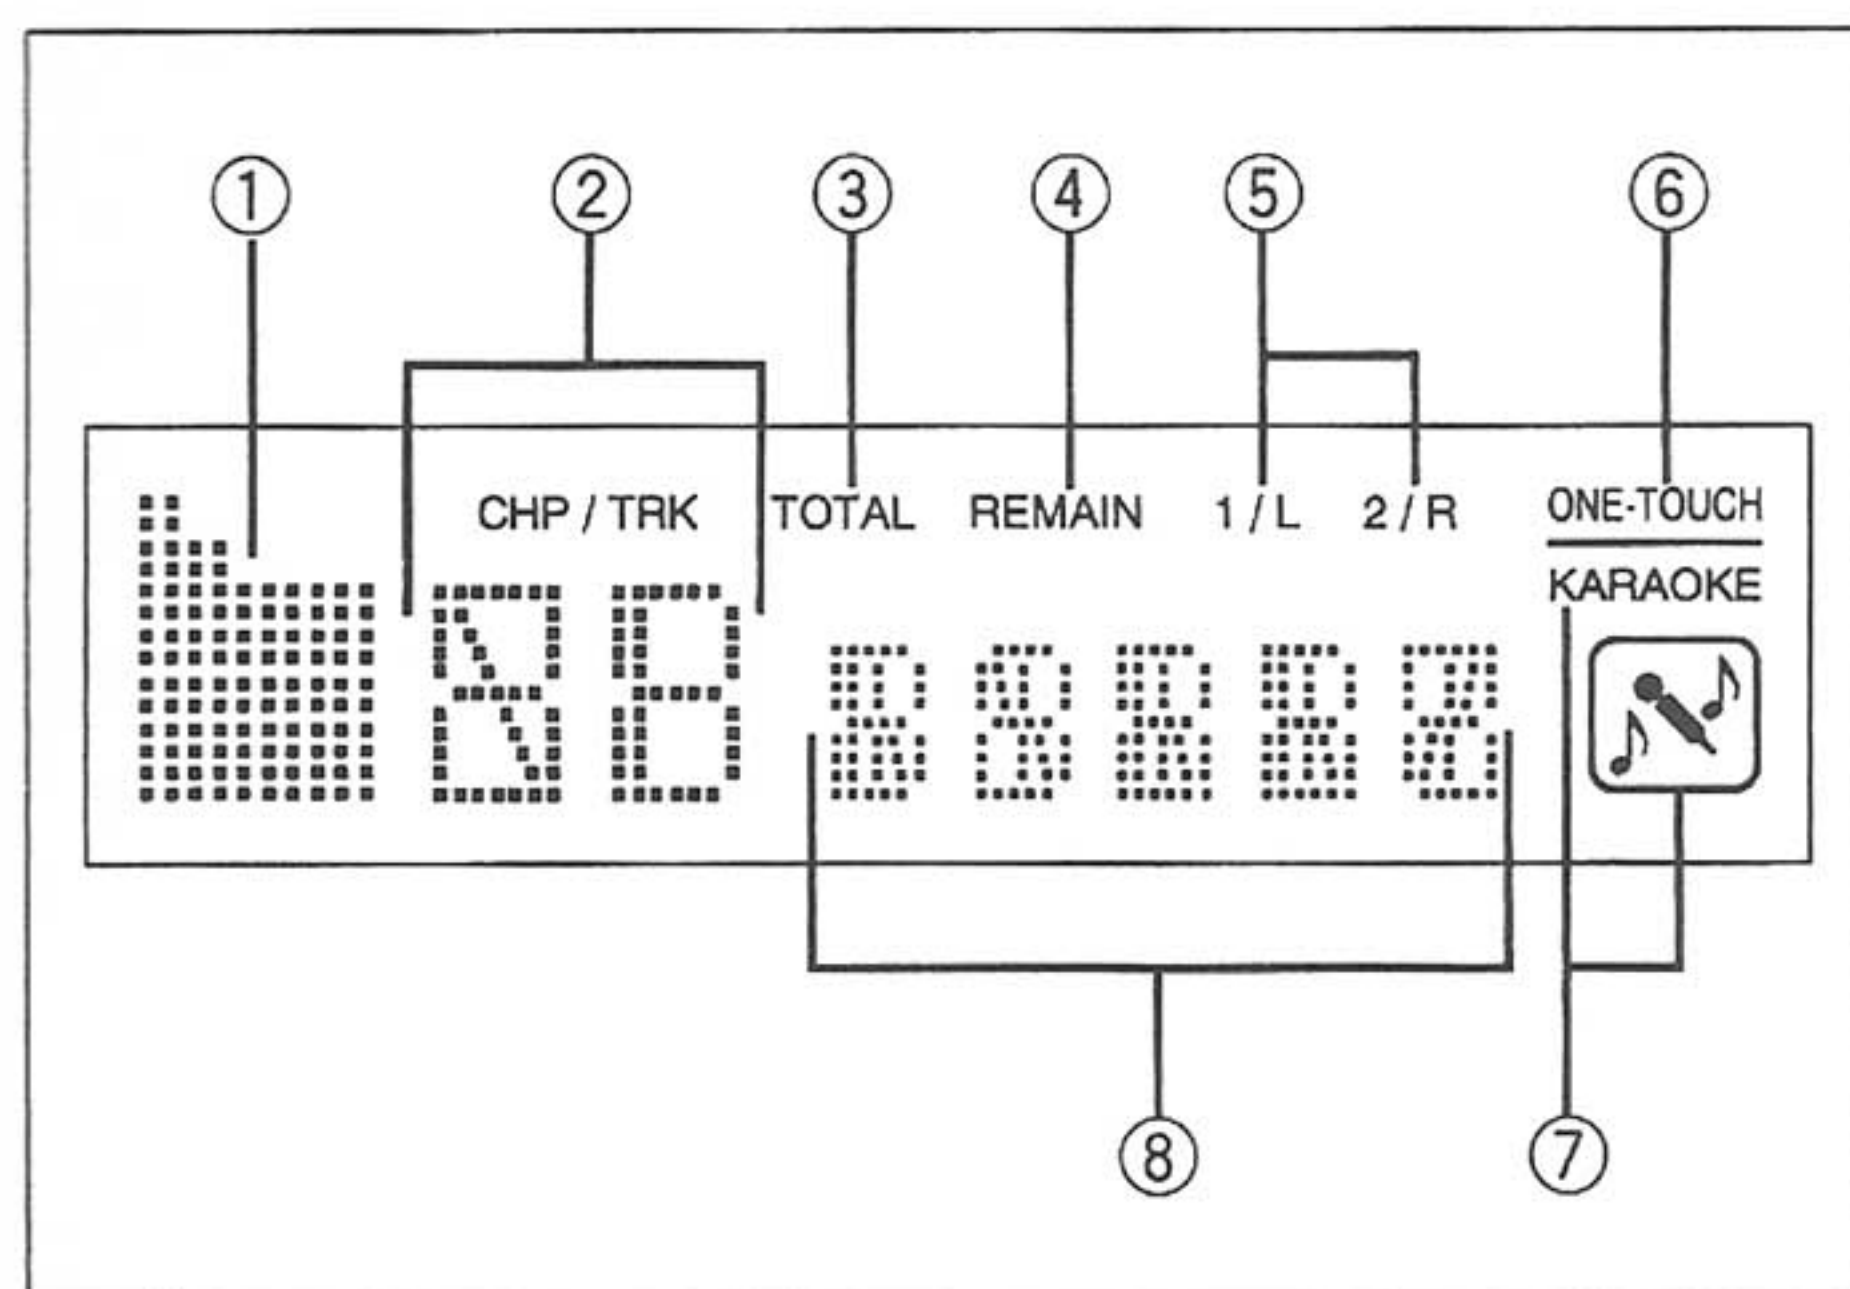 ① ② ③ ④ ⑤ ⑥
CHP / TRK TOTAL REMAIN 1 / L 2 / R ONE-TOUCH
KARAOKE
⑧ ⑦